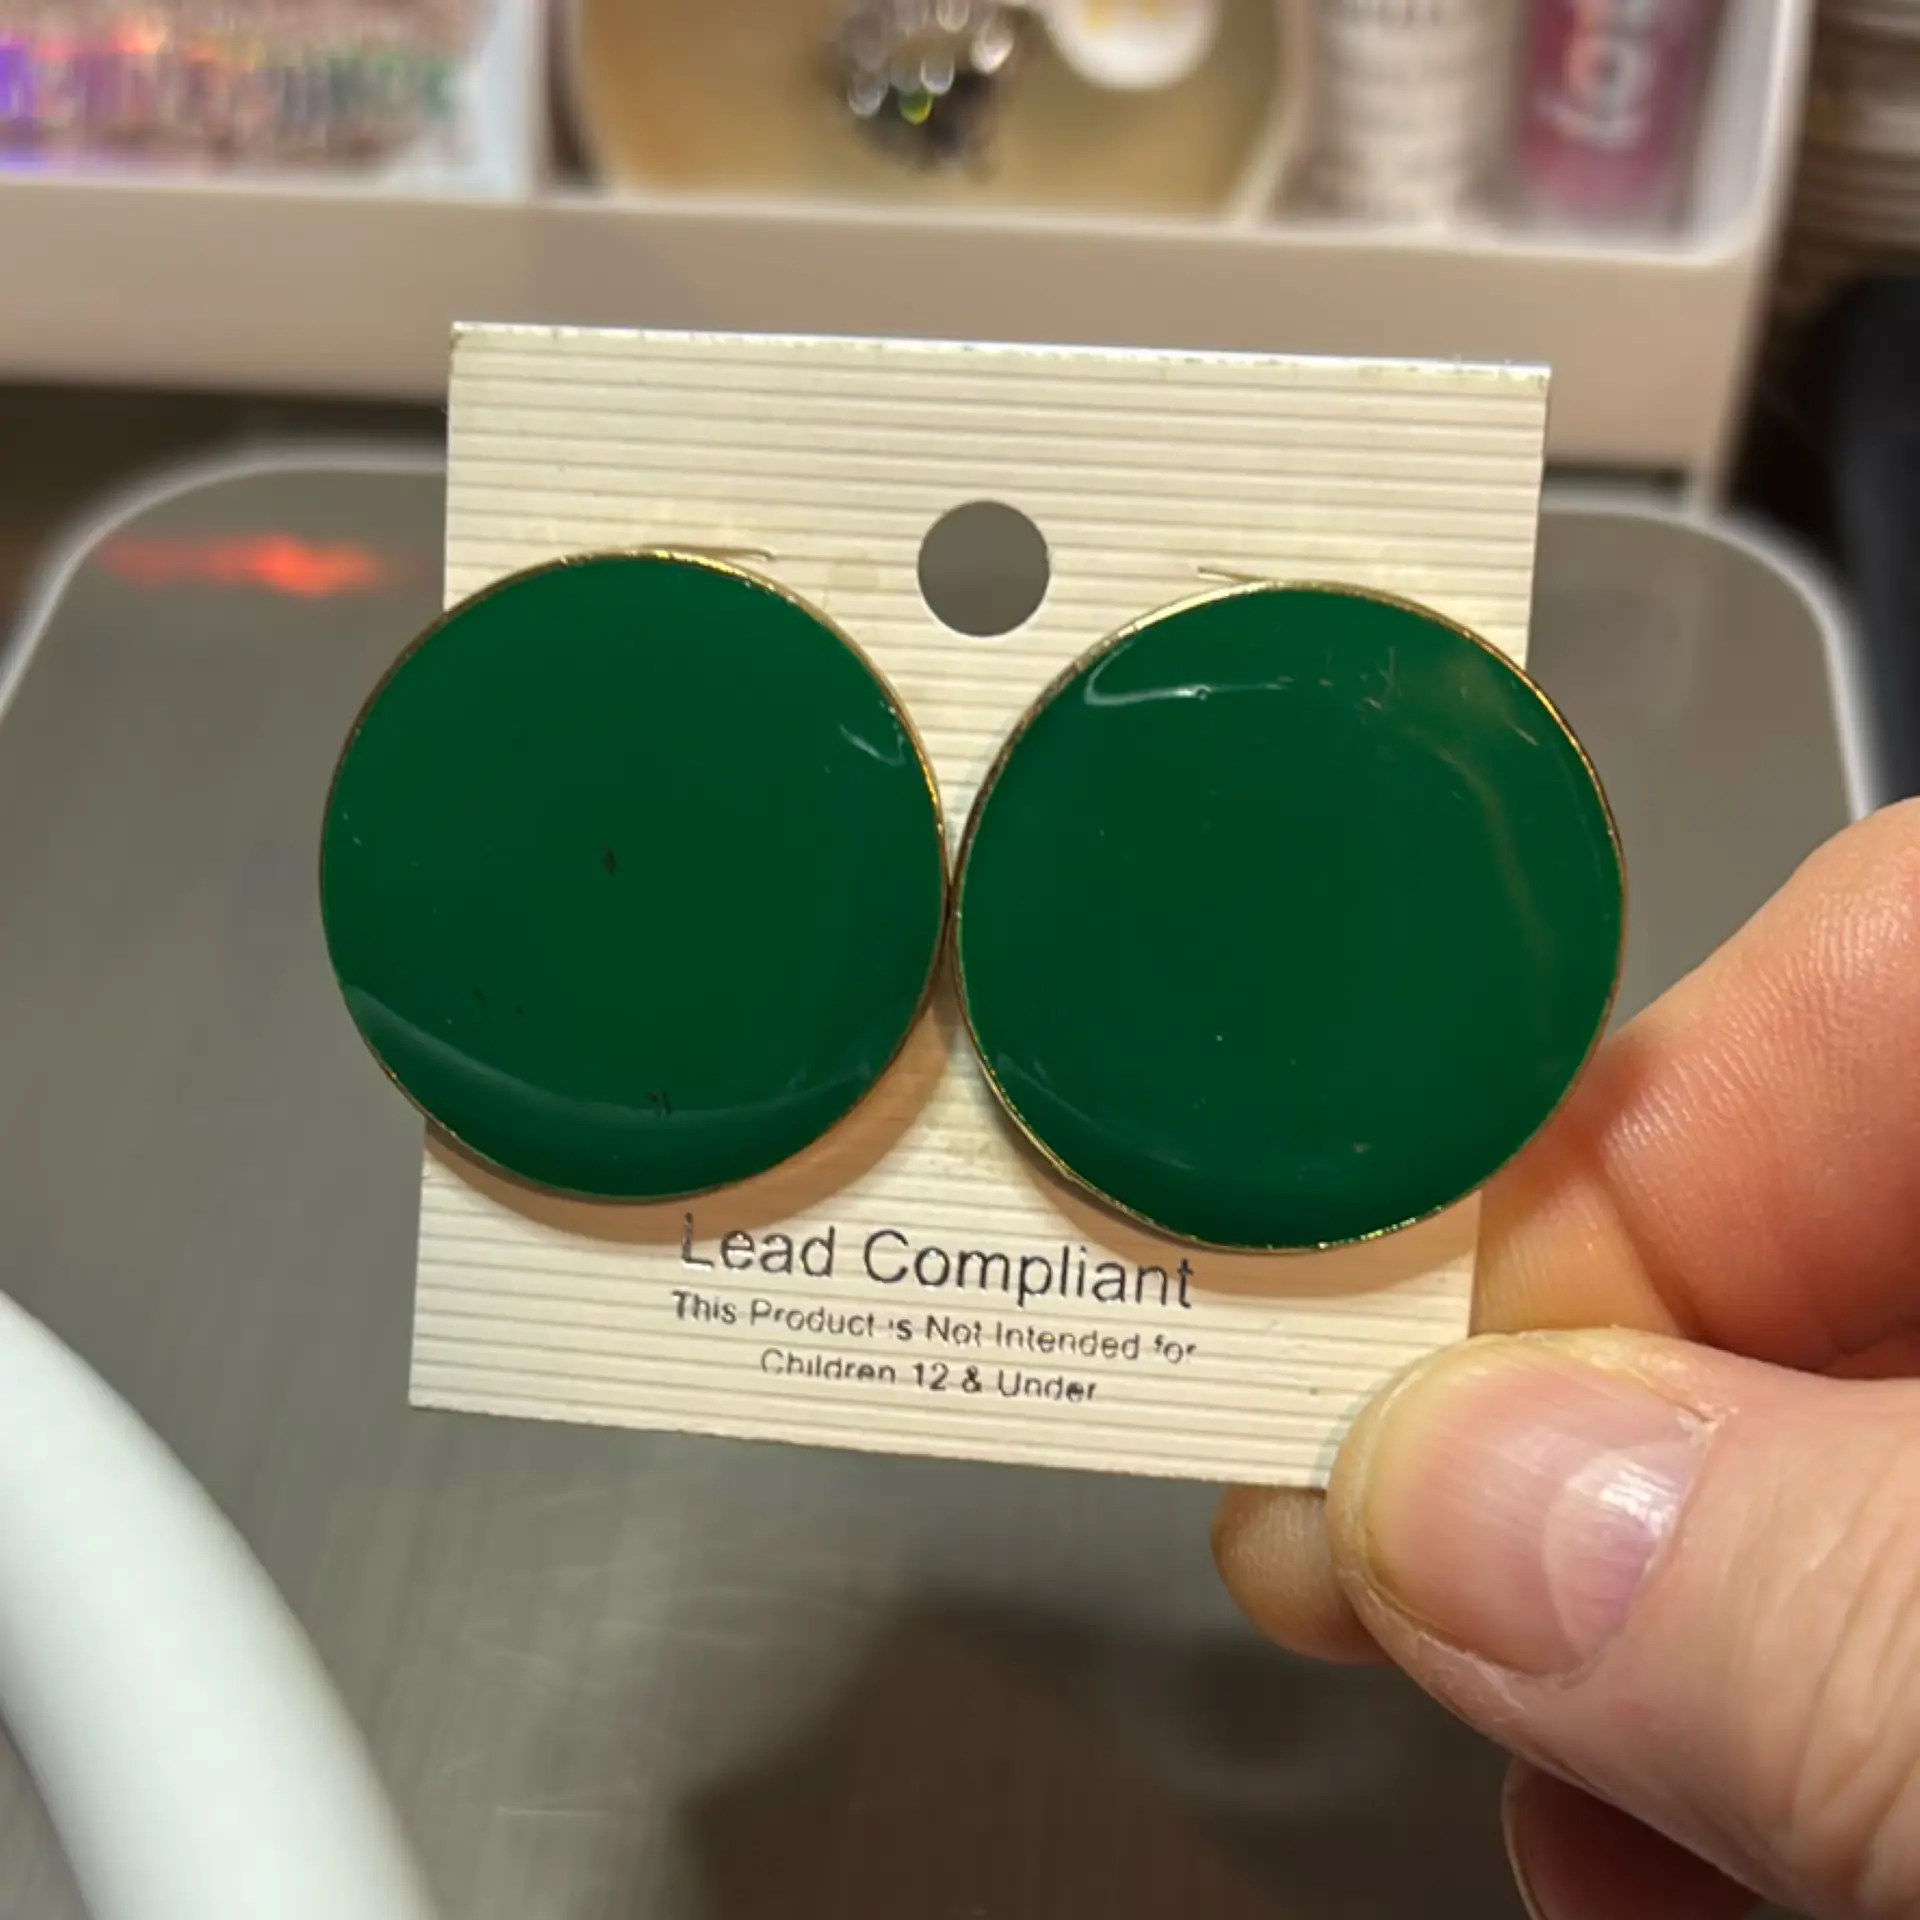 Lead Compliant
This Product is Not Intended for
Children 12 & Under